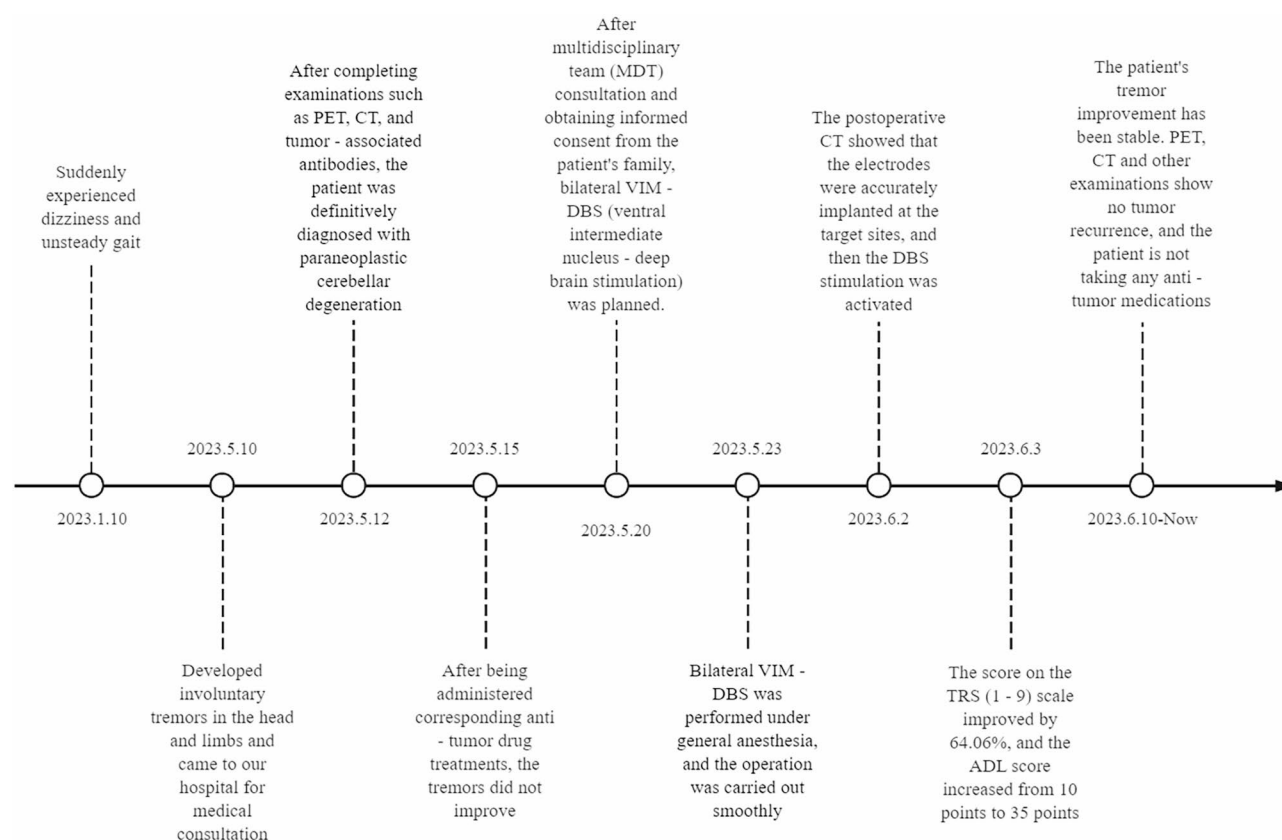 Suddenly
experienced
dizziness and
unsteady gait
2023.1.10
2023.5.10
Developed
involuntary
tremors in the head
and limbs and
came to our
hospital for
medical
consultation
After completing
examinations such
as PET, CT, and
tumor - associated
antibodies, the
patient was
definitively
diagnosed with
paraneoplastic
cerebellar
degeneration
2023.5.12
2023.5.15
After being
administered
corresponding anti
- tumor drug
treatments, the
tremors did not
improve
After
multidisciplinary
team (MDT)
consultation and
obtaining informed
consent from the
patient's family,
bilateral VIM -
DBS (ventral
intermediate
nucleus - deep
brain stimulation)
was planned.
2023.5.20
2023.5.23
Bilateral VIM -
DBS was
performed under
general anesthesia,
and the operation
was carried out
smoothly
The postoperative
CT showed that
the electrodes
were accurately
implanted at the
target sites, and
then the DBS
stimulation was
activated
2023.6.2
2023.6.3
The score on the
TRS (1 - 9) scale
improved by
64.06%, and the
ADL score
increased from 10
points to 35 points
The patient's
tremor
improvement has
been stable. PET,
CT and other
examinations show
no tumor
recurrence, and the
patient is not
taking any anti -
tumor medications
2023.6.10-Now